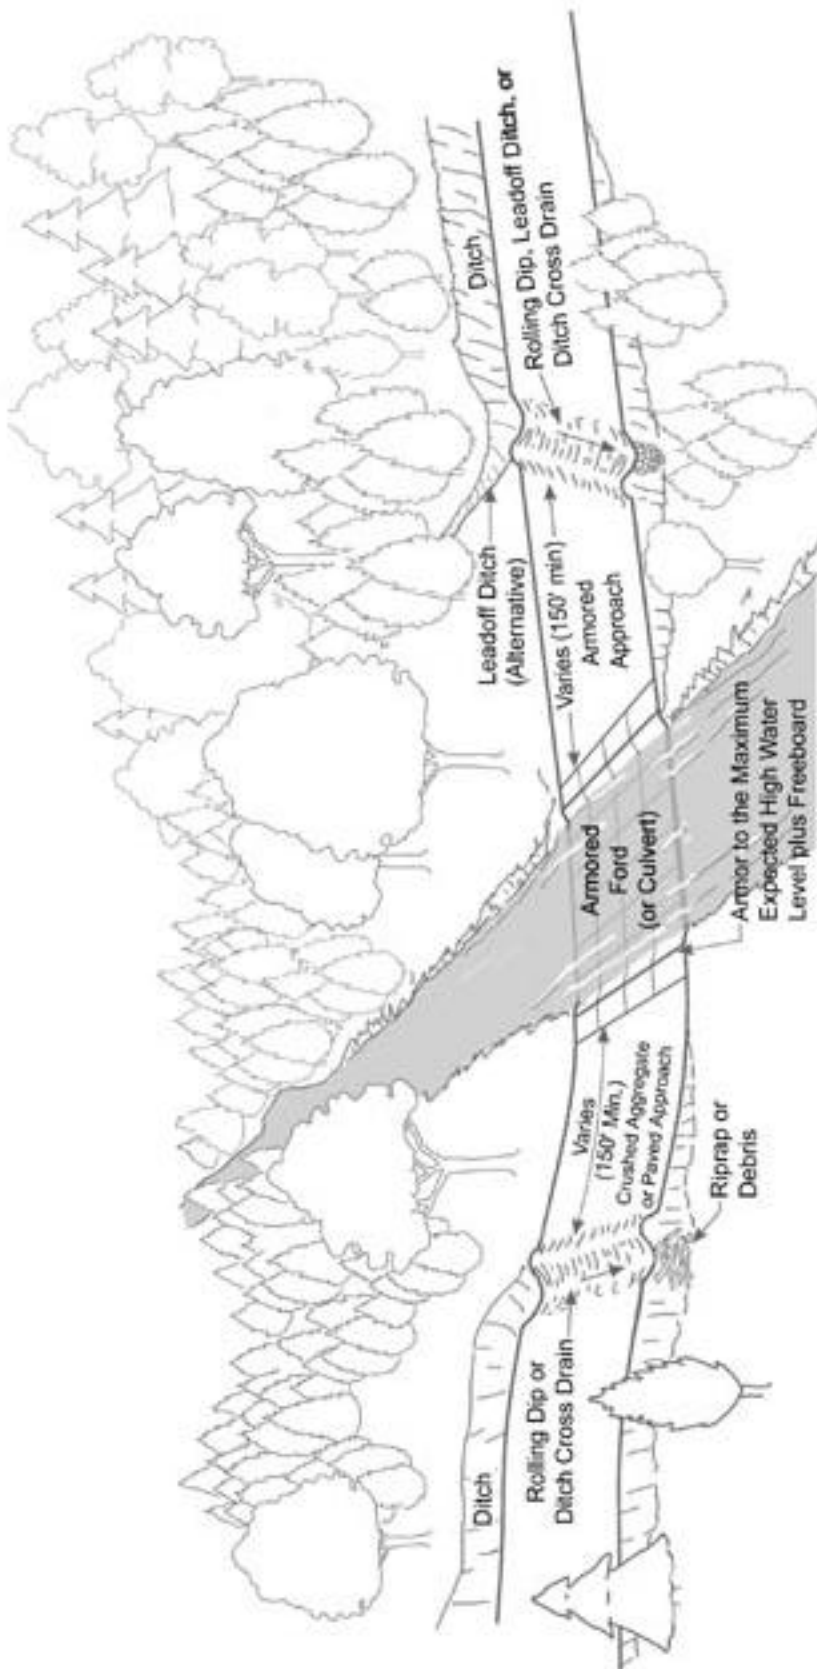 Ditch
Rolling Dip or
Ditch Cross Drain
Varies
(150' Min.)
Crushed Aggregate
or Paved Approach
Riprap or
Debris
Armored
Ford
(or Culvert)
Armor to the Maximum
Expected High Water
Level plus Freeboard
Leadoff Ditch
(Alternative)
Varies (150' min)
Armored
Approach
Ditch
Rolling Dip, Leadoff Ditch, or
Ditch Cross Drain